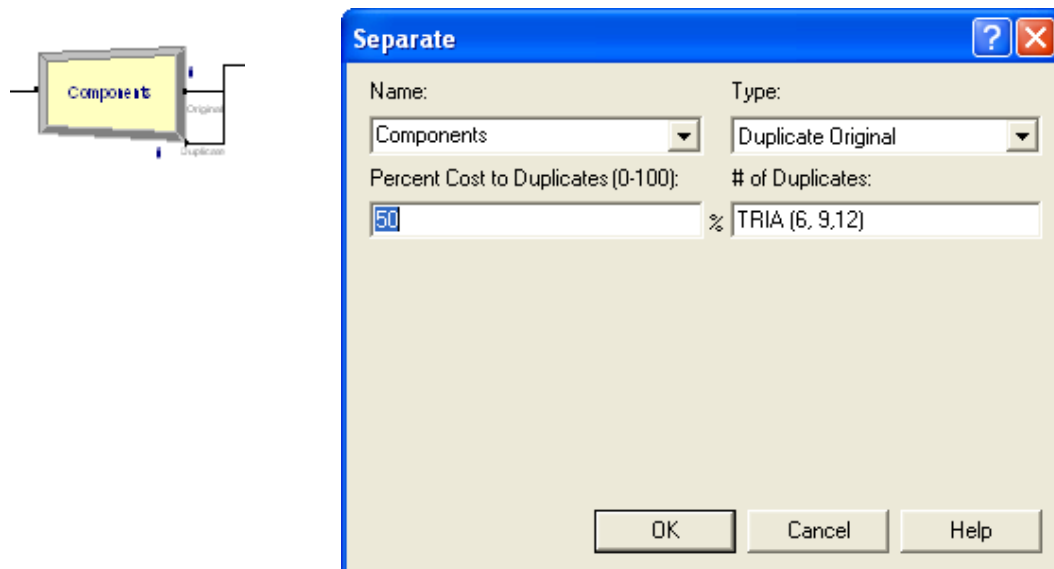 Components
Original
Duplicate
Separate
Name:
Type:
Components
Duplicate Original
Percent Cost to Duplicates (0-100):
# of Duplicates:
50
%
TRIA (6, 9,12)
OK
Cancel
Help